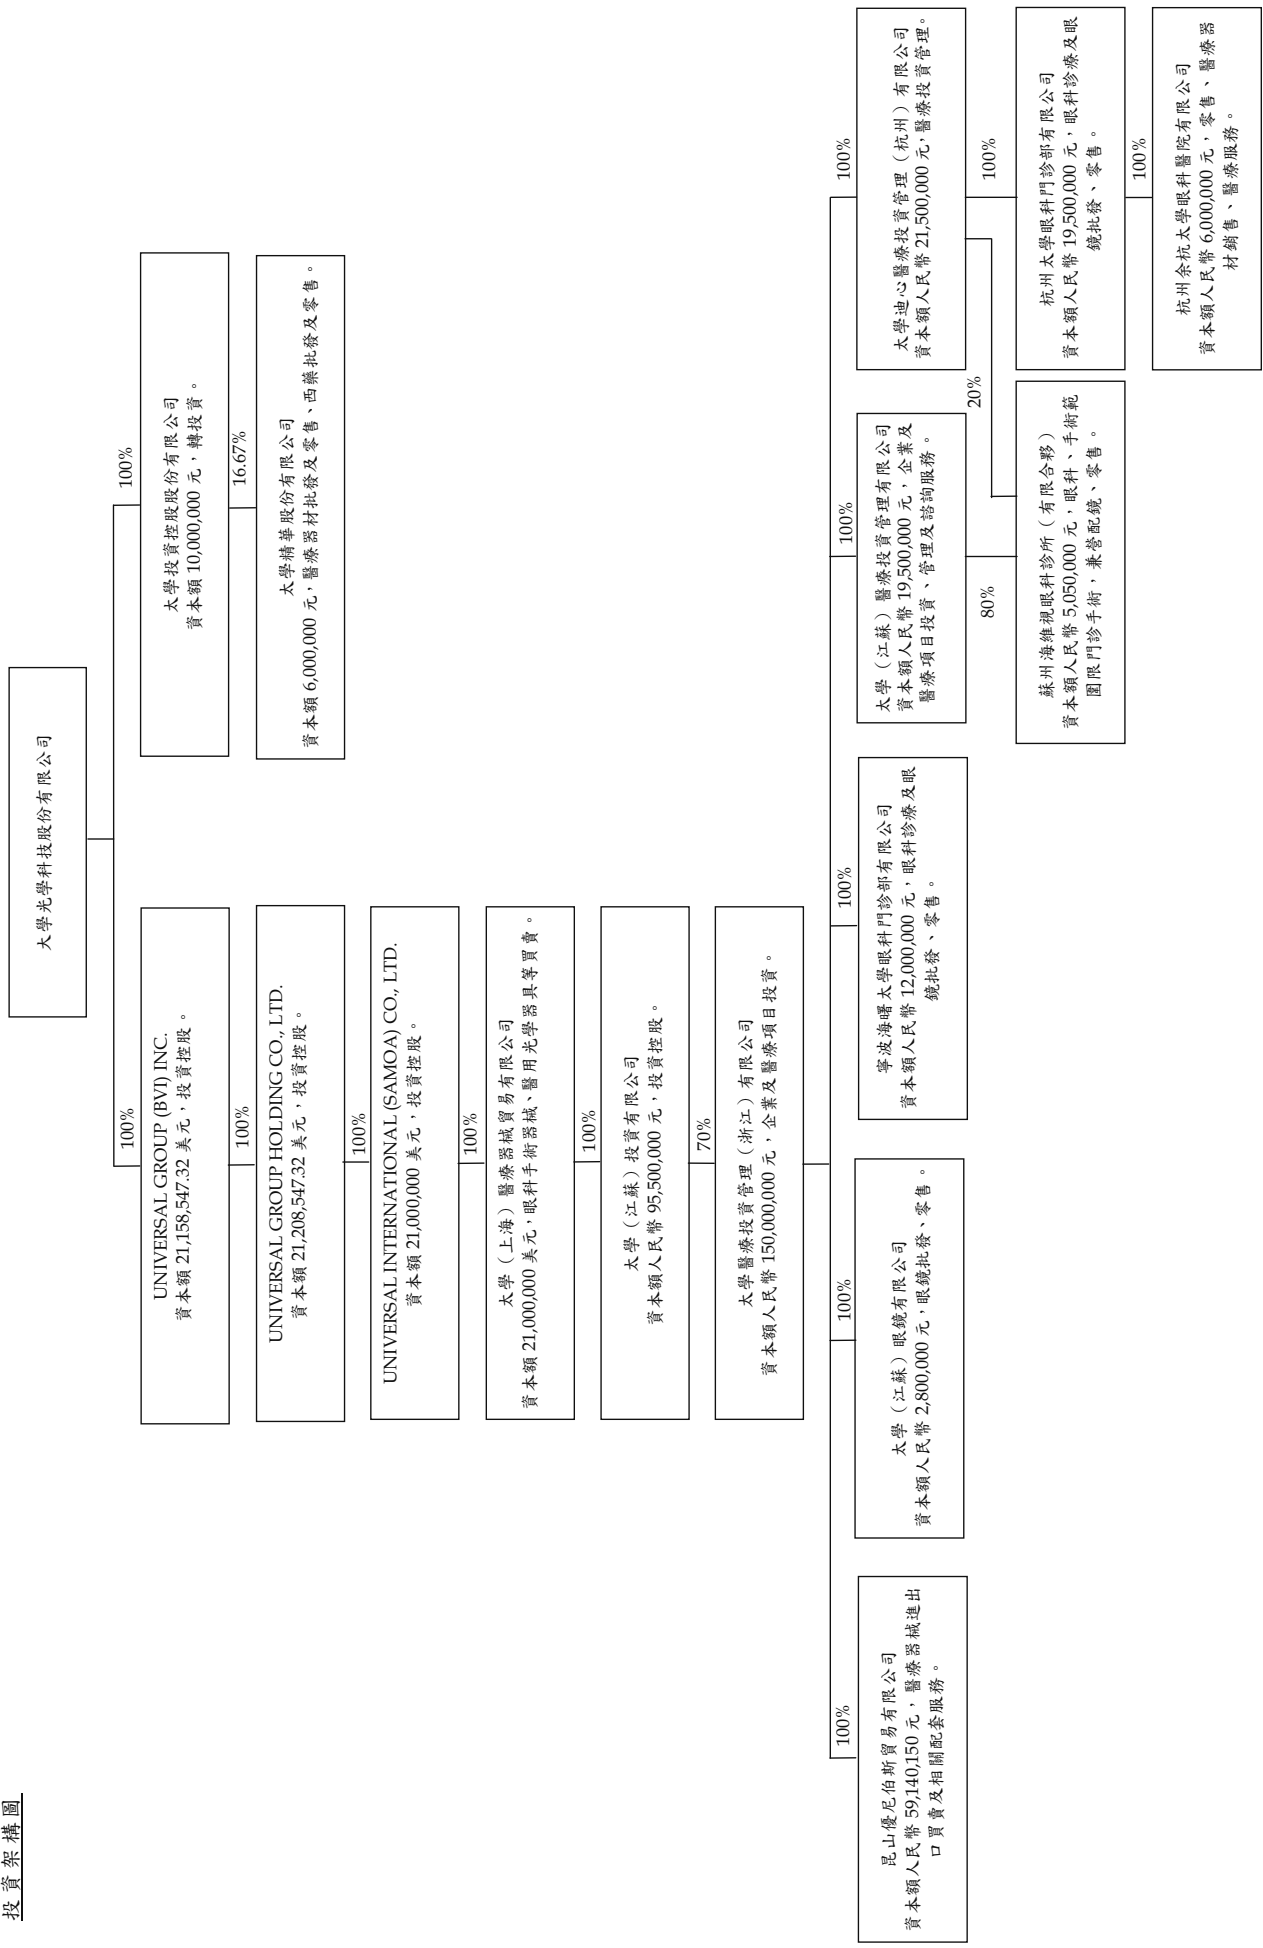 投資架構圖
大學光學科技股份有限公司
100%
UNIVERSAL GROUP (BVI) INC.
資本額 21,158,547.32 美元，投資控股。
100%
UNIVERSAL GROUP HOLDING CO., LTD.
資本額 21,208,547.32 美元，投資控股。
100%
UNIVERSAL INTERNATIONAL (SAMOA) CO., LTD.
資本額 21,000,000 美元，投資控股。
100%
太學（上海）醫療器械貿易有限公司
資本額 21,000,000 美元，眼科手術器械、醫用光學器具等買賣。
100%
太學（江蘇）投資有限公司
資本額人民幣 95,500,000 元，投資控股。
70%
太學醫療投資管理（浙江）有限公司
資本額人民幣 150,000,000 元，企業及醫療項目投資。
100%
大學投資控股股份有限公司
資本額 10,000,000 元，轉投資。
16.67%
大學精華股份有限公司
資本額 6,000,000 元，醫療器材批發及零售、西藥批發及零售。
100%
昆山優尼伯斯貿易有限公司
資本額人民幣 59,140,150 元，醫療器械進出
口買賣及相關配套服務。
100%
太學（江蘇）眼鏡有限公司
資本額人民幣 2,800,000 元，眼鏡批發、零售。
100%
寧波海曙太學眼科門診部有限公司
資本額人民幣 12,000,000 元，眼科診療及眼
鏡批發、零售。
100%
太學（江蘇）醫療投資管理有限公司
資本額人民幣 19,500,000 元，企業及
醫療項目投資、管理及諮詢服務。
100%
太學迪心醫療投資管理（杭州）有限公司
資本額人民幣 21,500,000 元，醫療投資管理。
80%
20%
蘇州海維視眼科診所（有限合夥）
資本額人民幣 5,050,000 元，眼科、手術範
圍限門診手術，兼營配鏡、零售。
100%
杭州太學眼科門診部有限公司
資本額人民幣 19,500,000 元，眼科診療及眼
鏡批發、零售。
100%
杭州余杭太學眼科醫院有限公司
資本額人民幣 6,000,000 元，零售、醫療器
材銷售、醫療服務。